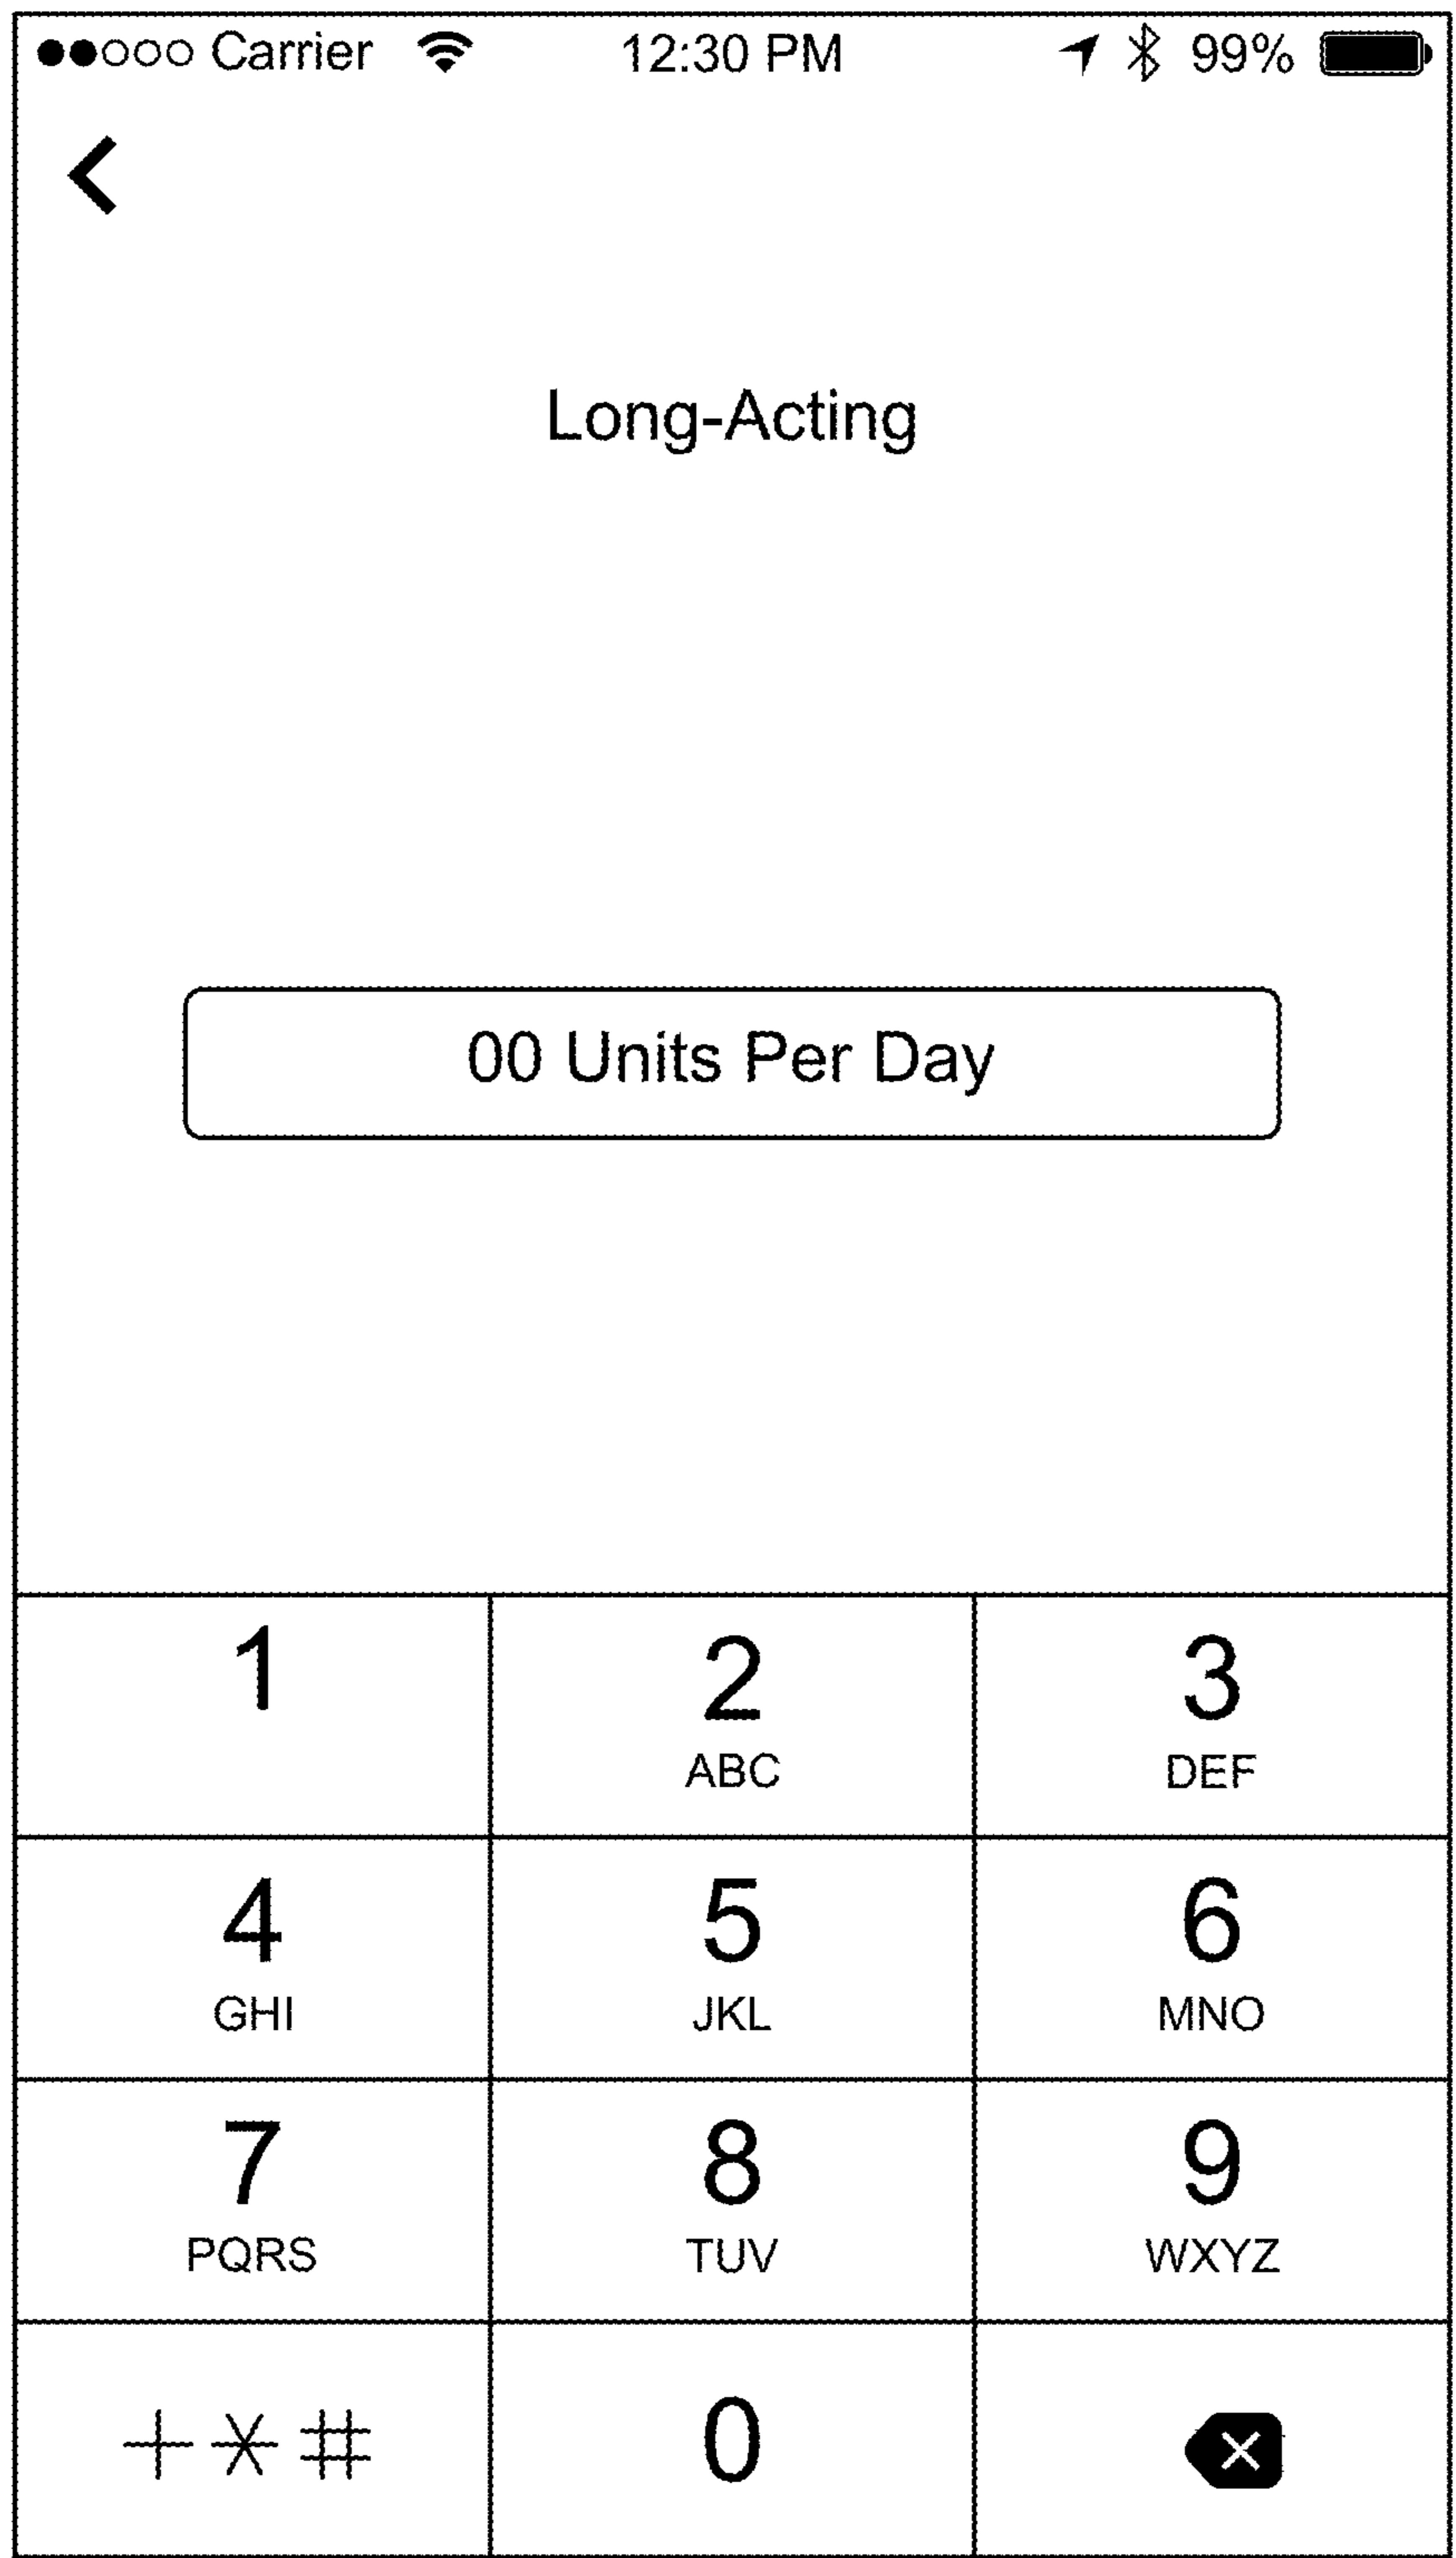 Carrier 12:30 PM 99%
Long-Acting
00 Units Per Day
1 2 3
ABC DEF
4 5 6
GHI JKL MNO
7 8 9
PQRS TUV WXYZ
+*# 0